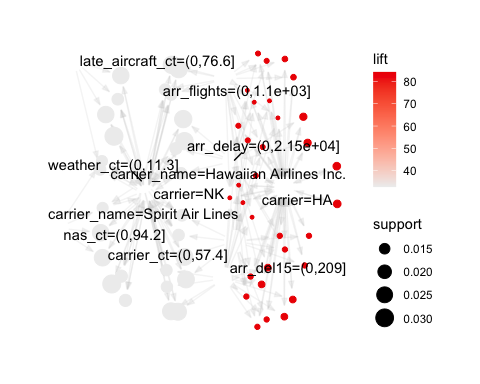 late_aircraft_ct=(0,76.6]
arr_flights=(0,1.1e+03]
arr_delay=(0,2.15e+04]
weather_ct=(0,11.3]
carrier_name=Hawaiian Airlines Inc.
carrier=NK
carrier=HA
carrier_name=Spirit Air Lines
nas_ct=(0,94.2]
carrier_ct=(0,57.4]
arr_del15=(0,209]
lift
80
70
60
50
40
support
0.015
0.020
0.025
0.030